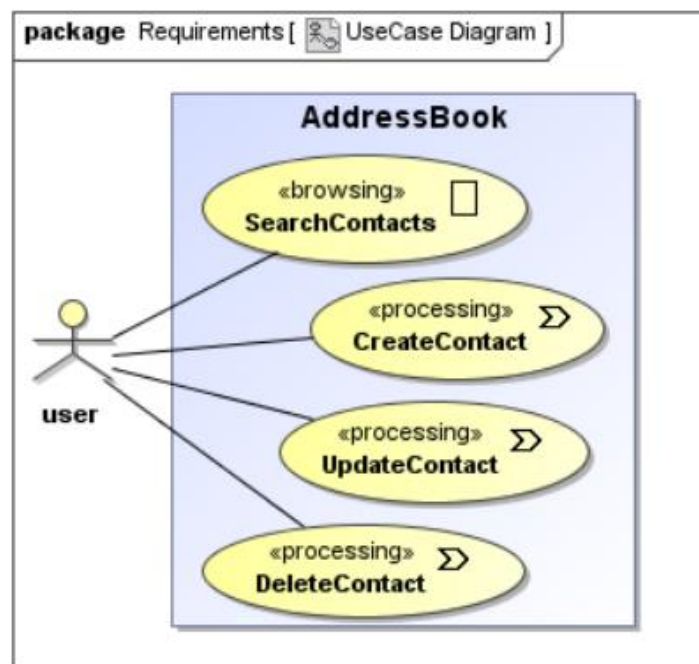 package Requirements [ UseCase Diagram ]
AddressBook
«browsing»
SearchContacts
«processing»
CreateContact
user
«processing»
UpdateContact
«processing»
DeleteContact